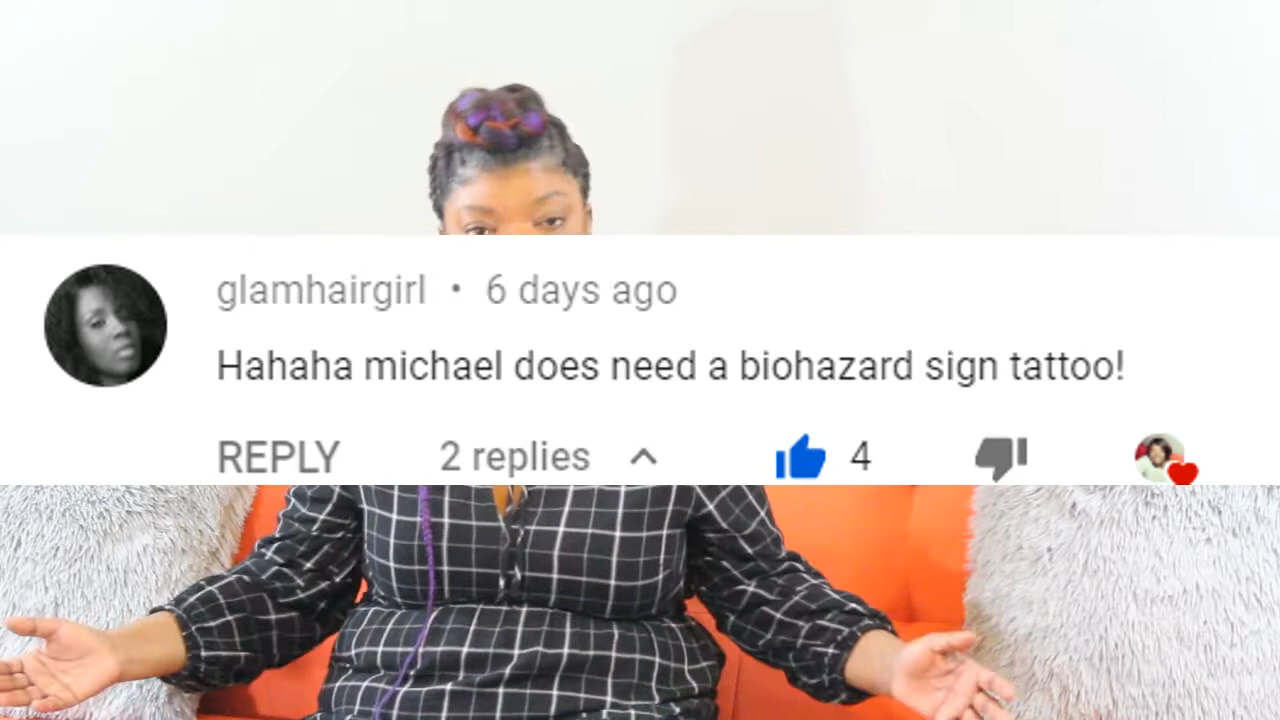 glamhairgirl • 6 days ago
Hahaha michael does need a biohazard sign tattoo!
REPLY 2 replies 4